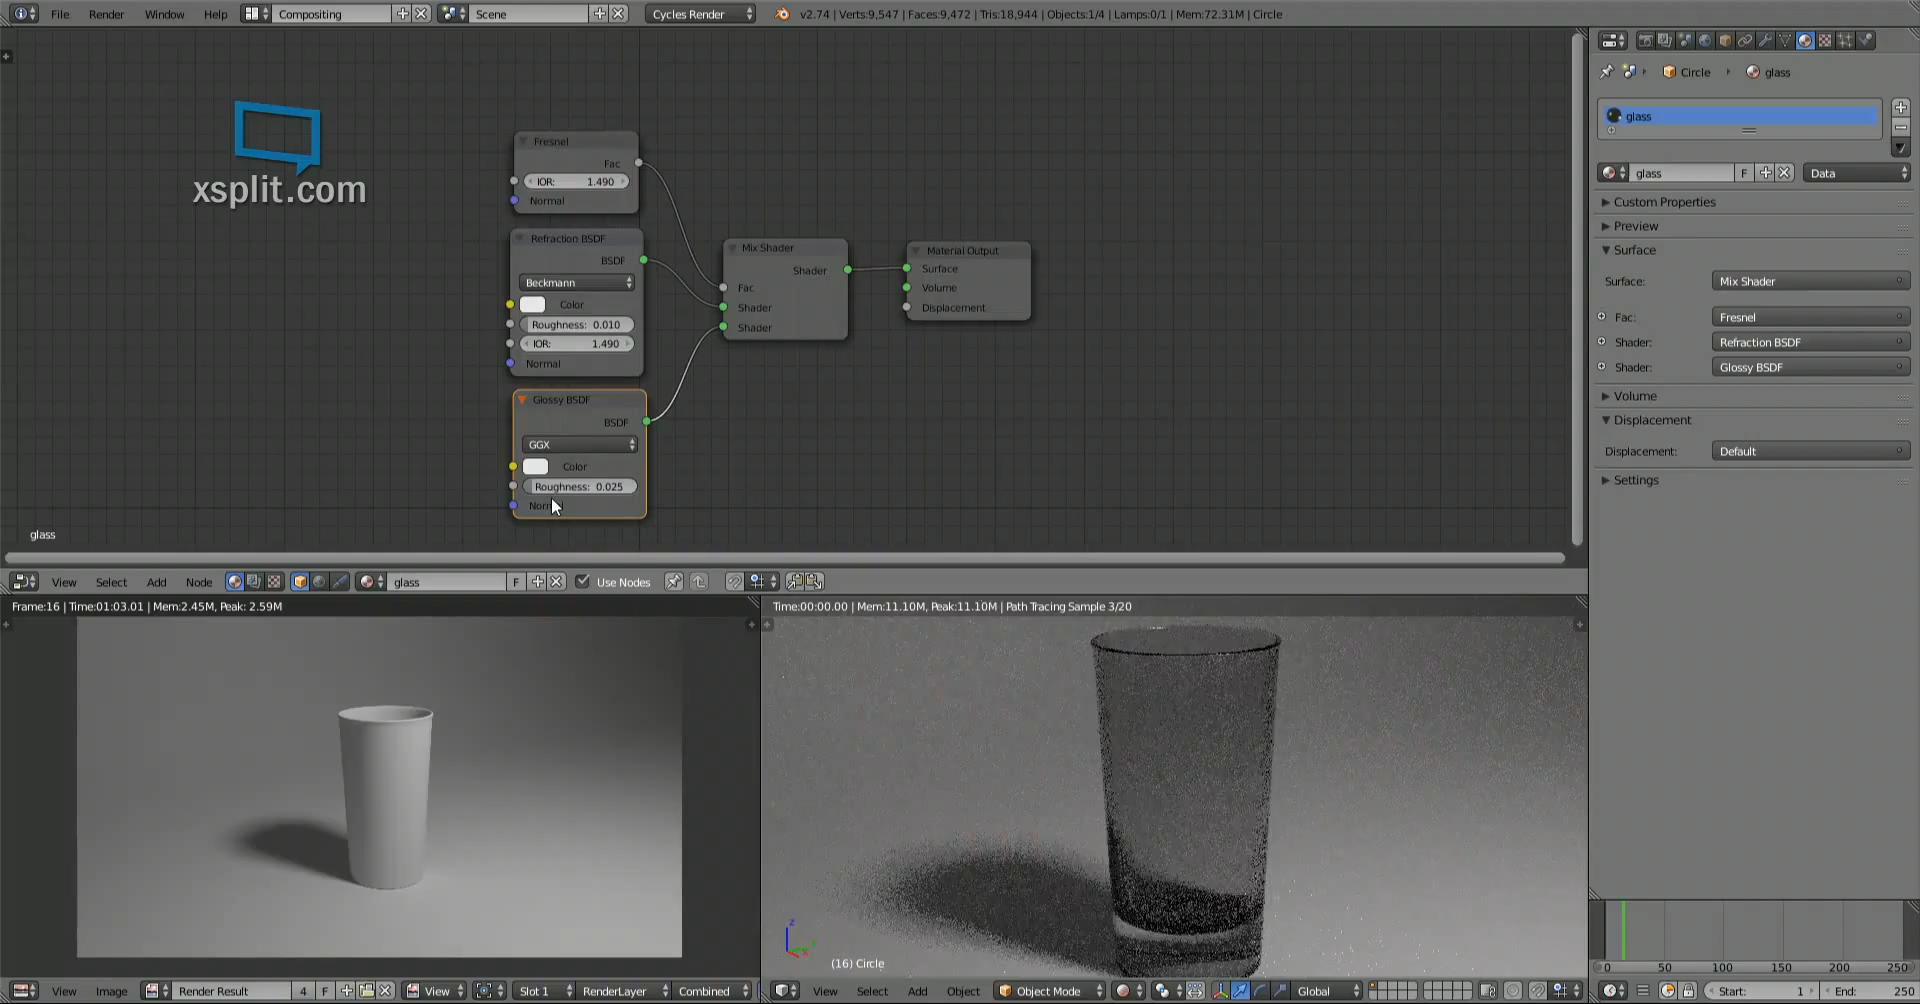 File Render Window Help Compositing Scene Cycles Render v2.74 | Verts:9,547 | Faces:9,472 | Tris:18,944 | Objects:1/4 | Lamps:0/1 | Mem:72.31M | Circle
xsplit.com
Fresnel
Fac
IOR: 1.490
Normal
Refraction BSDF
BSDF
Beckmann
Color
Roughness: 0.010
IOR: 1.490
Normal
Glossy BSDF
BSDF
GGX
Color
Roughness: 0.025
Mix Shader
Shader
Fac
Shader
Shader
Material Output
Surface
Volume
Displacement
glass
View Select Add Node glass F Use Nodes
Circle glass
glass
glass F Data
Custom Properties
Preview
Surface
Surface: Mix Shader
Fac: Fresnel
Shader: Refraction BSDF
Shader: Glossy BSDF
Volume
Displacement
Displacement: Default
Settings
Frame:16 | Time:01:03.01 | Mem:2.45M, Peak: 2.59M
Time:00:00.00 | Mem:11.10M, Peak:11.10M | Path Tracing Sample 3/20
z
(16) Circle
0 50 100 150 200 250
View Image Render Result 4 F View Slot 1 RenderLayer Combined
View Select Add Object Object Mode Global
Start: 1 End: 250